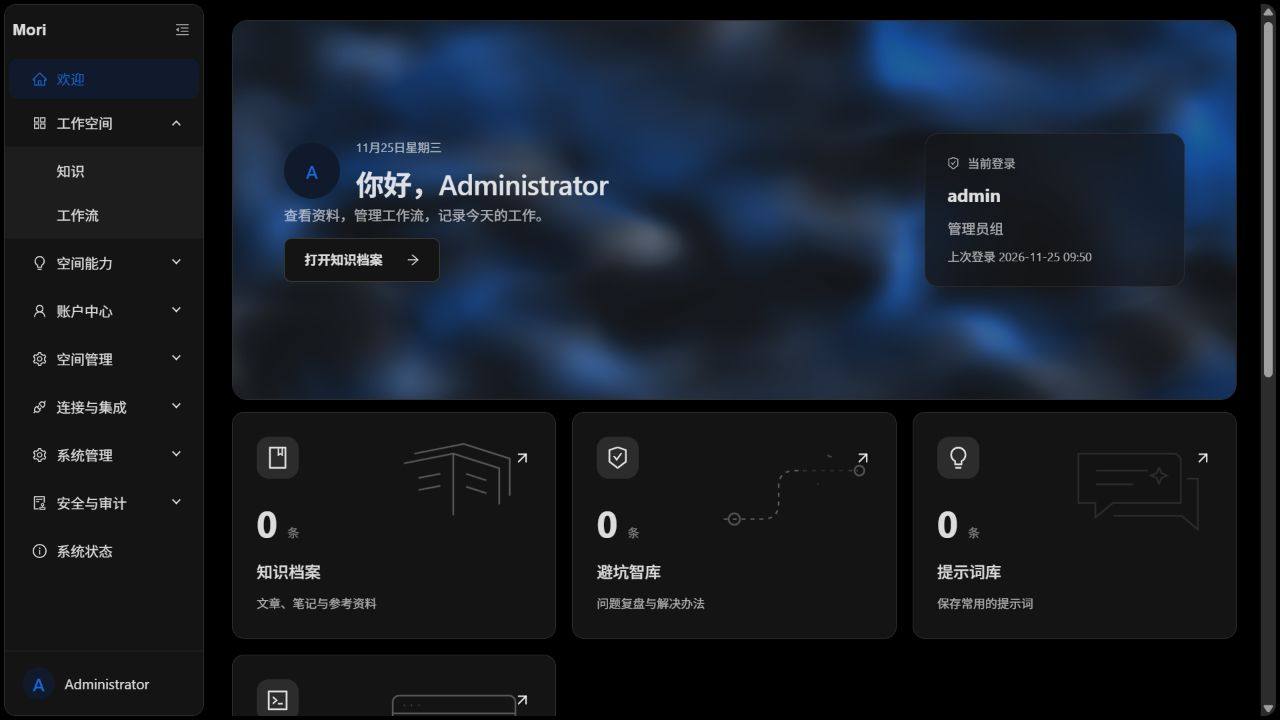 Mori
欢迎
工作空间
知识
工作流
空间能力
账户中心
空间管理
连接与集成
系统管理
安全与审计
系统状态
A
Administrator
A
11月25日星期三
你好，Administrator
查看资料，管理工作流，记录今天的工作。
打开知识档案
当前登录
admin
管理员组
上次登录 2026-11-25 09:50
0 条
知识档案
文章、笔记与参考资料
0 条
避坑智库
问题复盘与解决办法
0 条
提示词库
保存常用的提示词